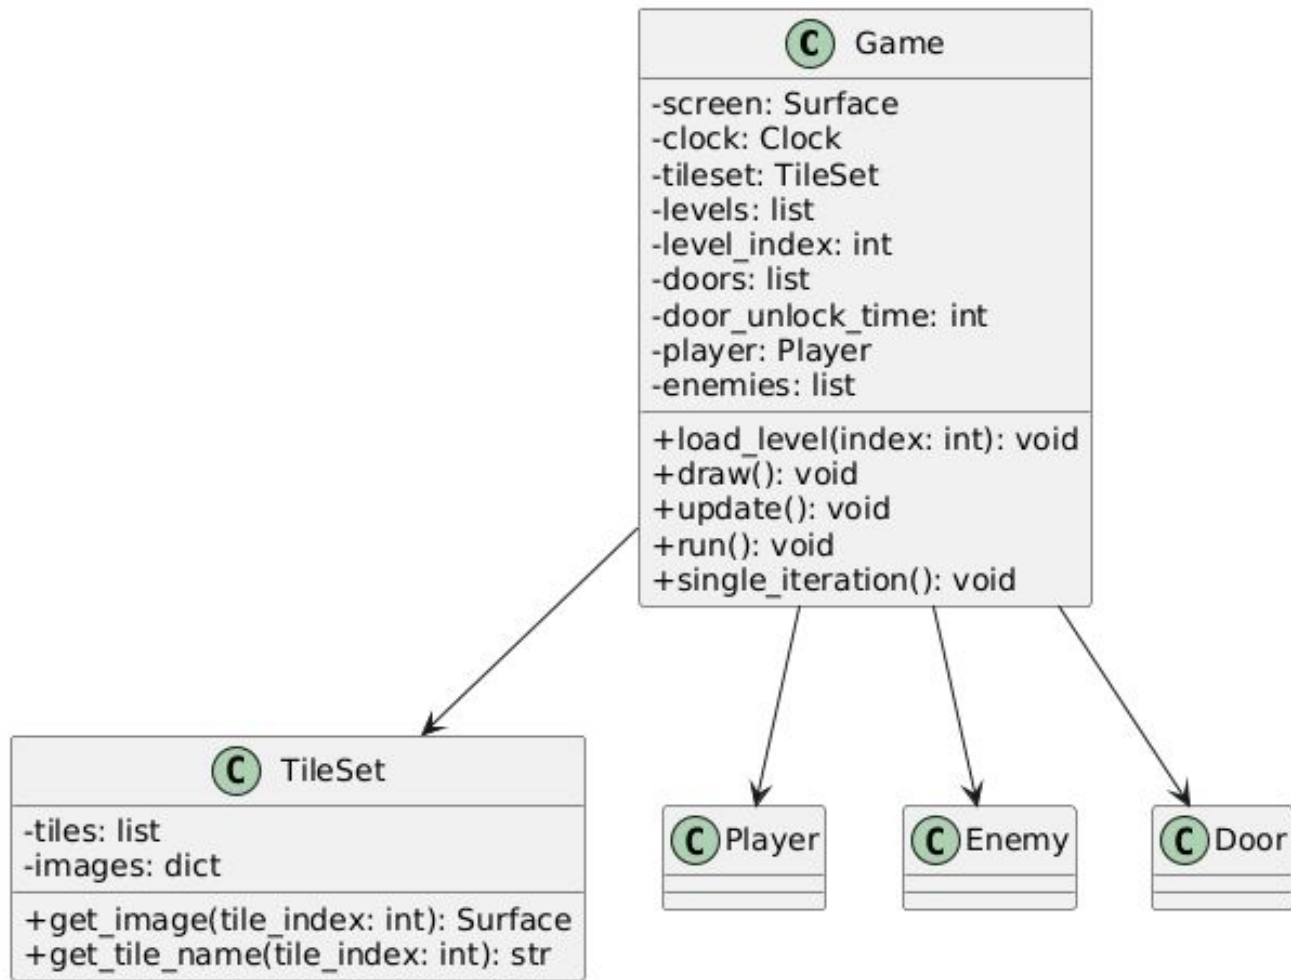 C Game
-screen: Surface
-clock: Clock
-tileset: TileSet
-levels: list
-level_index: int
-doors: list
-door_unlock_time: int
-player: Player
-enemies: list
+load_level(index: int): void
+draw(): void
+update(): void
+run(): void
+single_iteration(): void
C TileSet
-tiles: list
-images: dict
+get_image(tile_index: int): Surface
+get_tile_name(tile_index: int): str
C Player
C Enemy
C Door